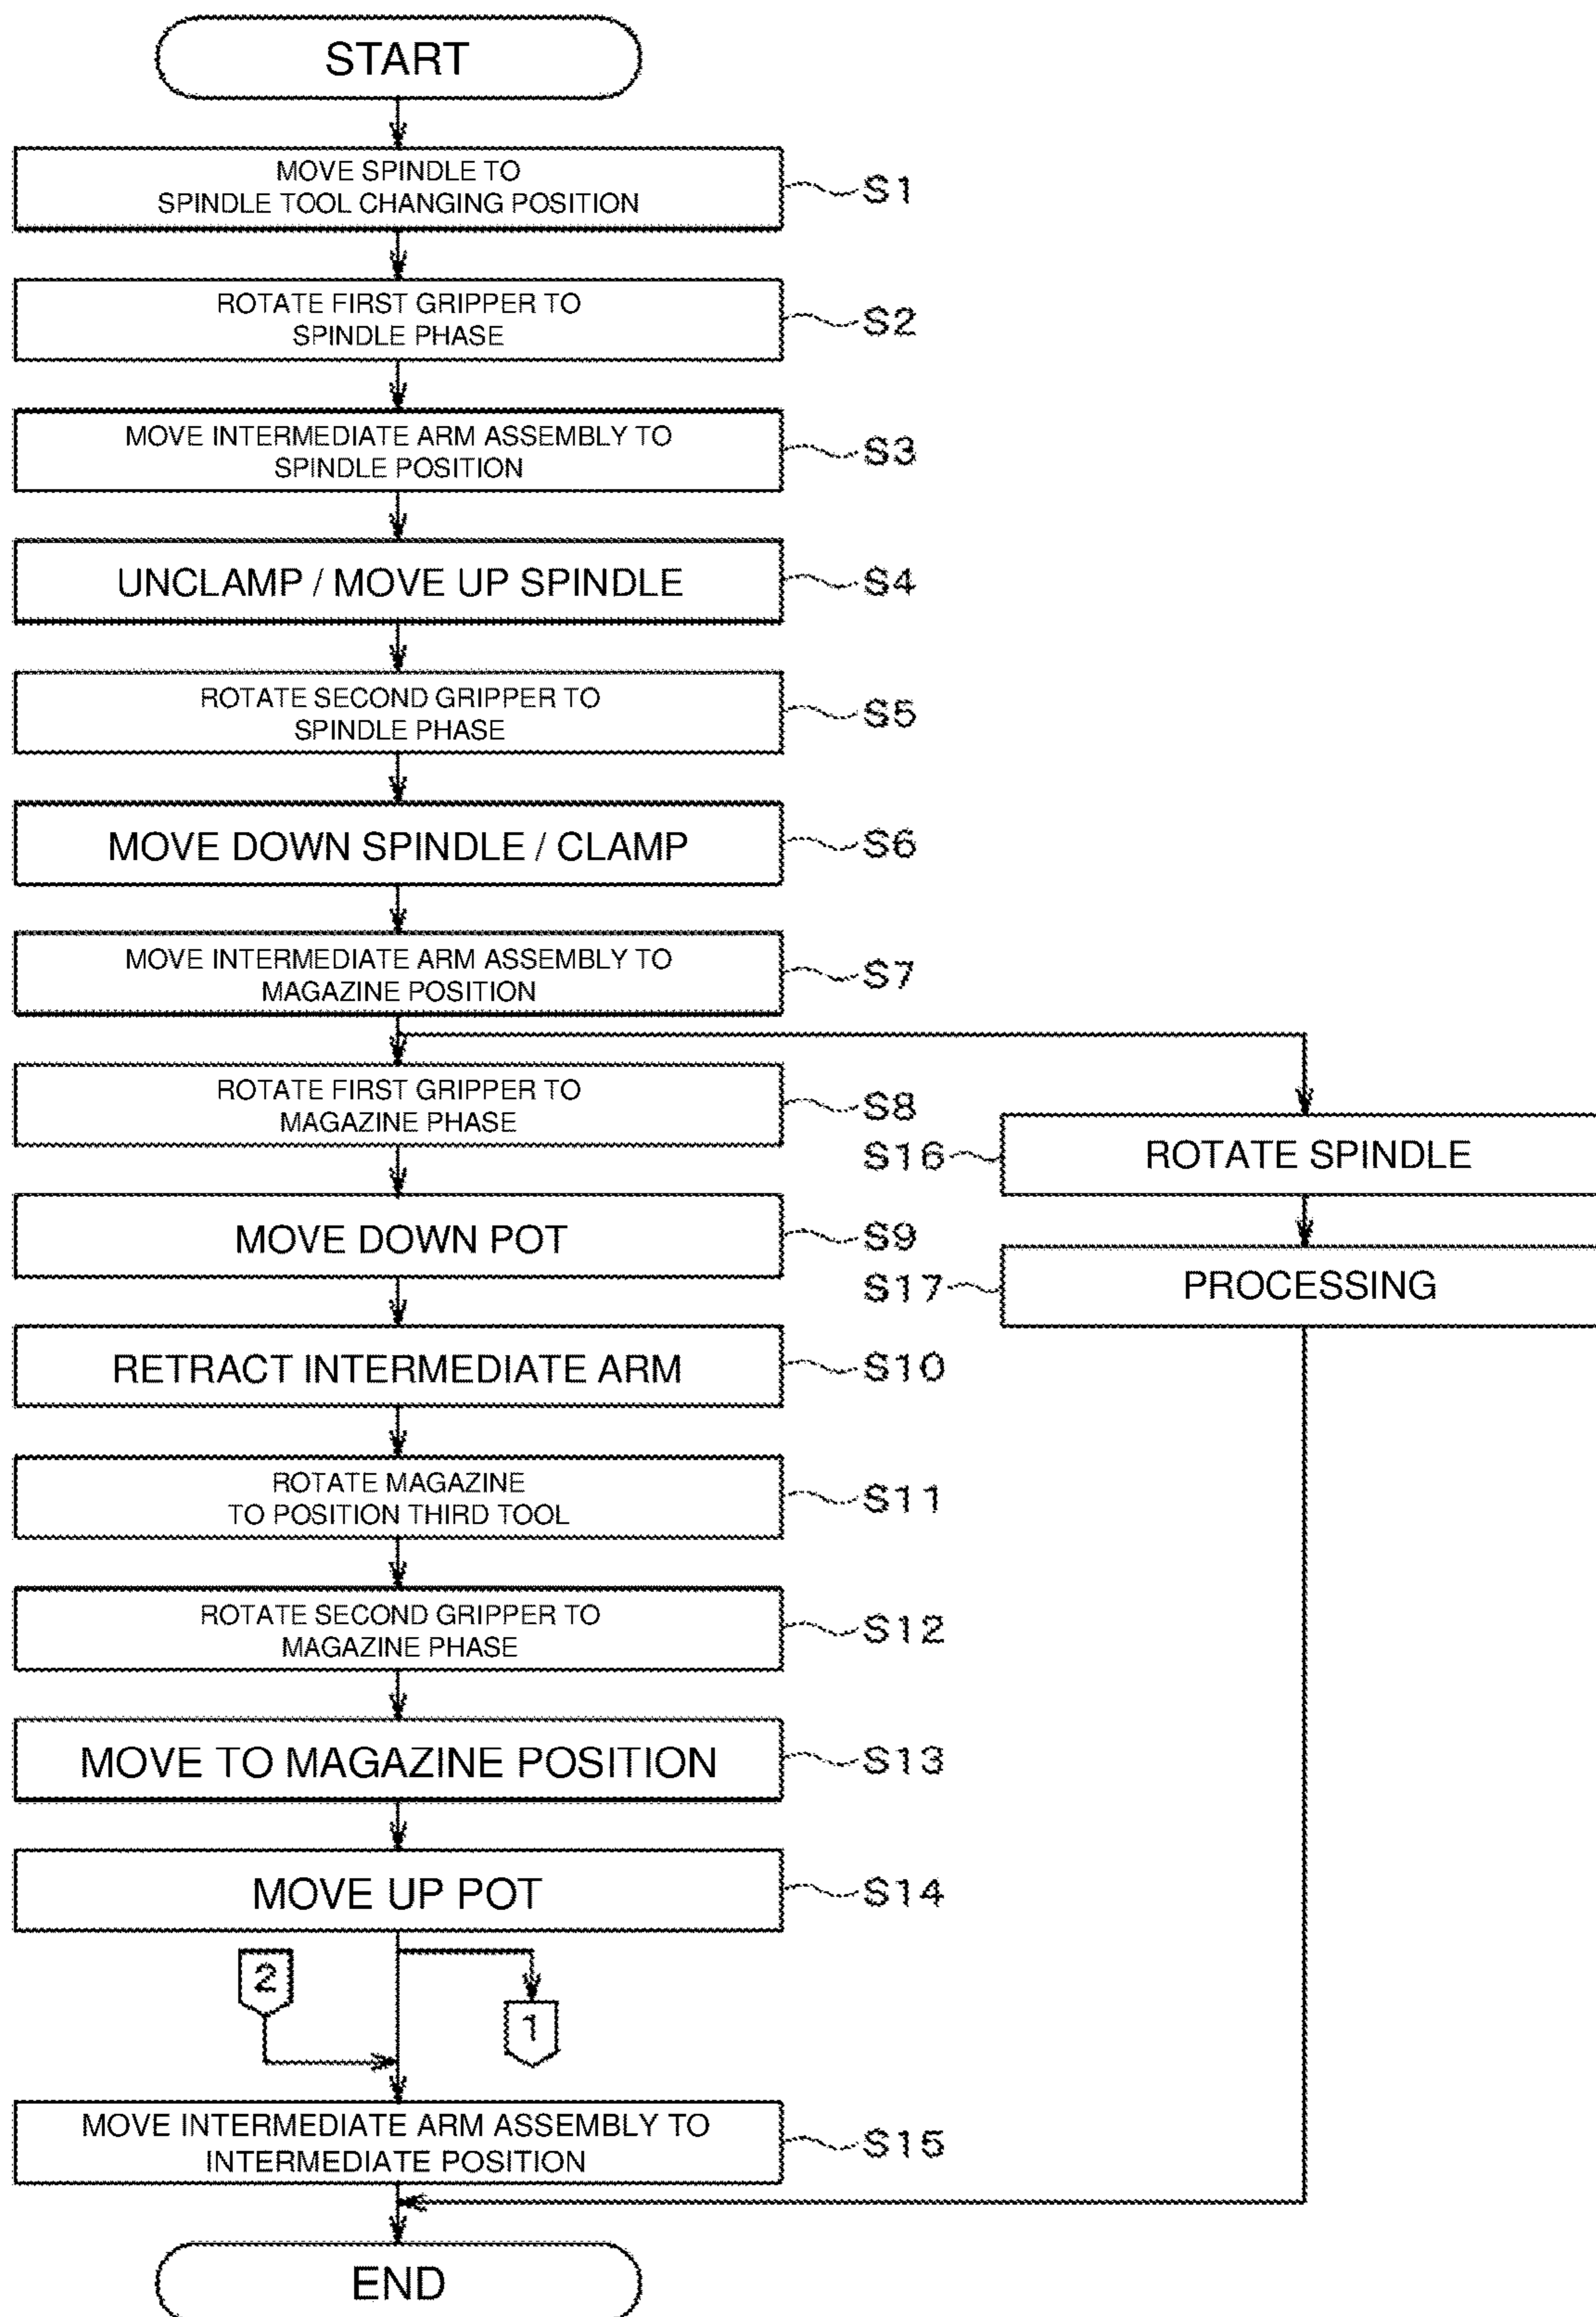 START
MOVE SPINDLE TO
SPINDLE TOOL CHANGING POSITION
S1
ROTATE FIRST GRIPPER TO
SPINDLE PHASE
S2
MOVE INTERMEDIATE ARM ASSEMBLY TO
SPINDLE POSITION
S3
UNCLAMP / MOVE UP SPINDLE
S4
ROTATE SECOND GRIPPER TO
SPINDLE PHASE
S5
MOVE DOWN SPINDLE / CLAMP
S6
MOVE INTERMEDIATE ARM ASSEMBLY TO
MAGAZINE POSITION
S7
ROTATE FIRST GRIPPER TO
MAGAZINE PHASE
S8
S16
ROTATE SPINDLE
MOVE DOWN POT
S9
S17
PROCESSING
RETRACT INTERMEDIATE ARM
S10
ROTATE MAGAZINE
TO POSITION THIRD TOOL
S11
ROTATE SECOND GRIPPER TO
MAGAZINE PHASE
S12
MOVE TO MAGAZINE POSITION
S13
MOVE UP POT
S14
2
1
MOVE INTERMEDIATE ARM ASSEMBLY TO
INTERMEDIATE POSITION
S15
END